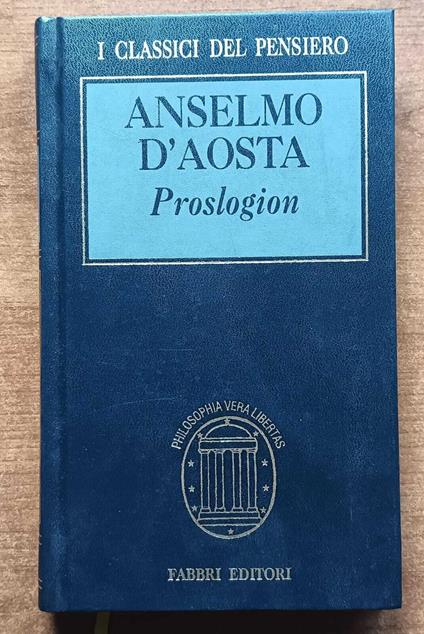 I CLASSICI DEL PENSIERO
ANSELMO
D'AOSTA
Proslogion
PHILOSOPHIA VERA LIBERTAS
FABBRI EDITORI